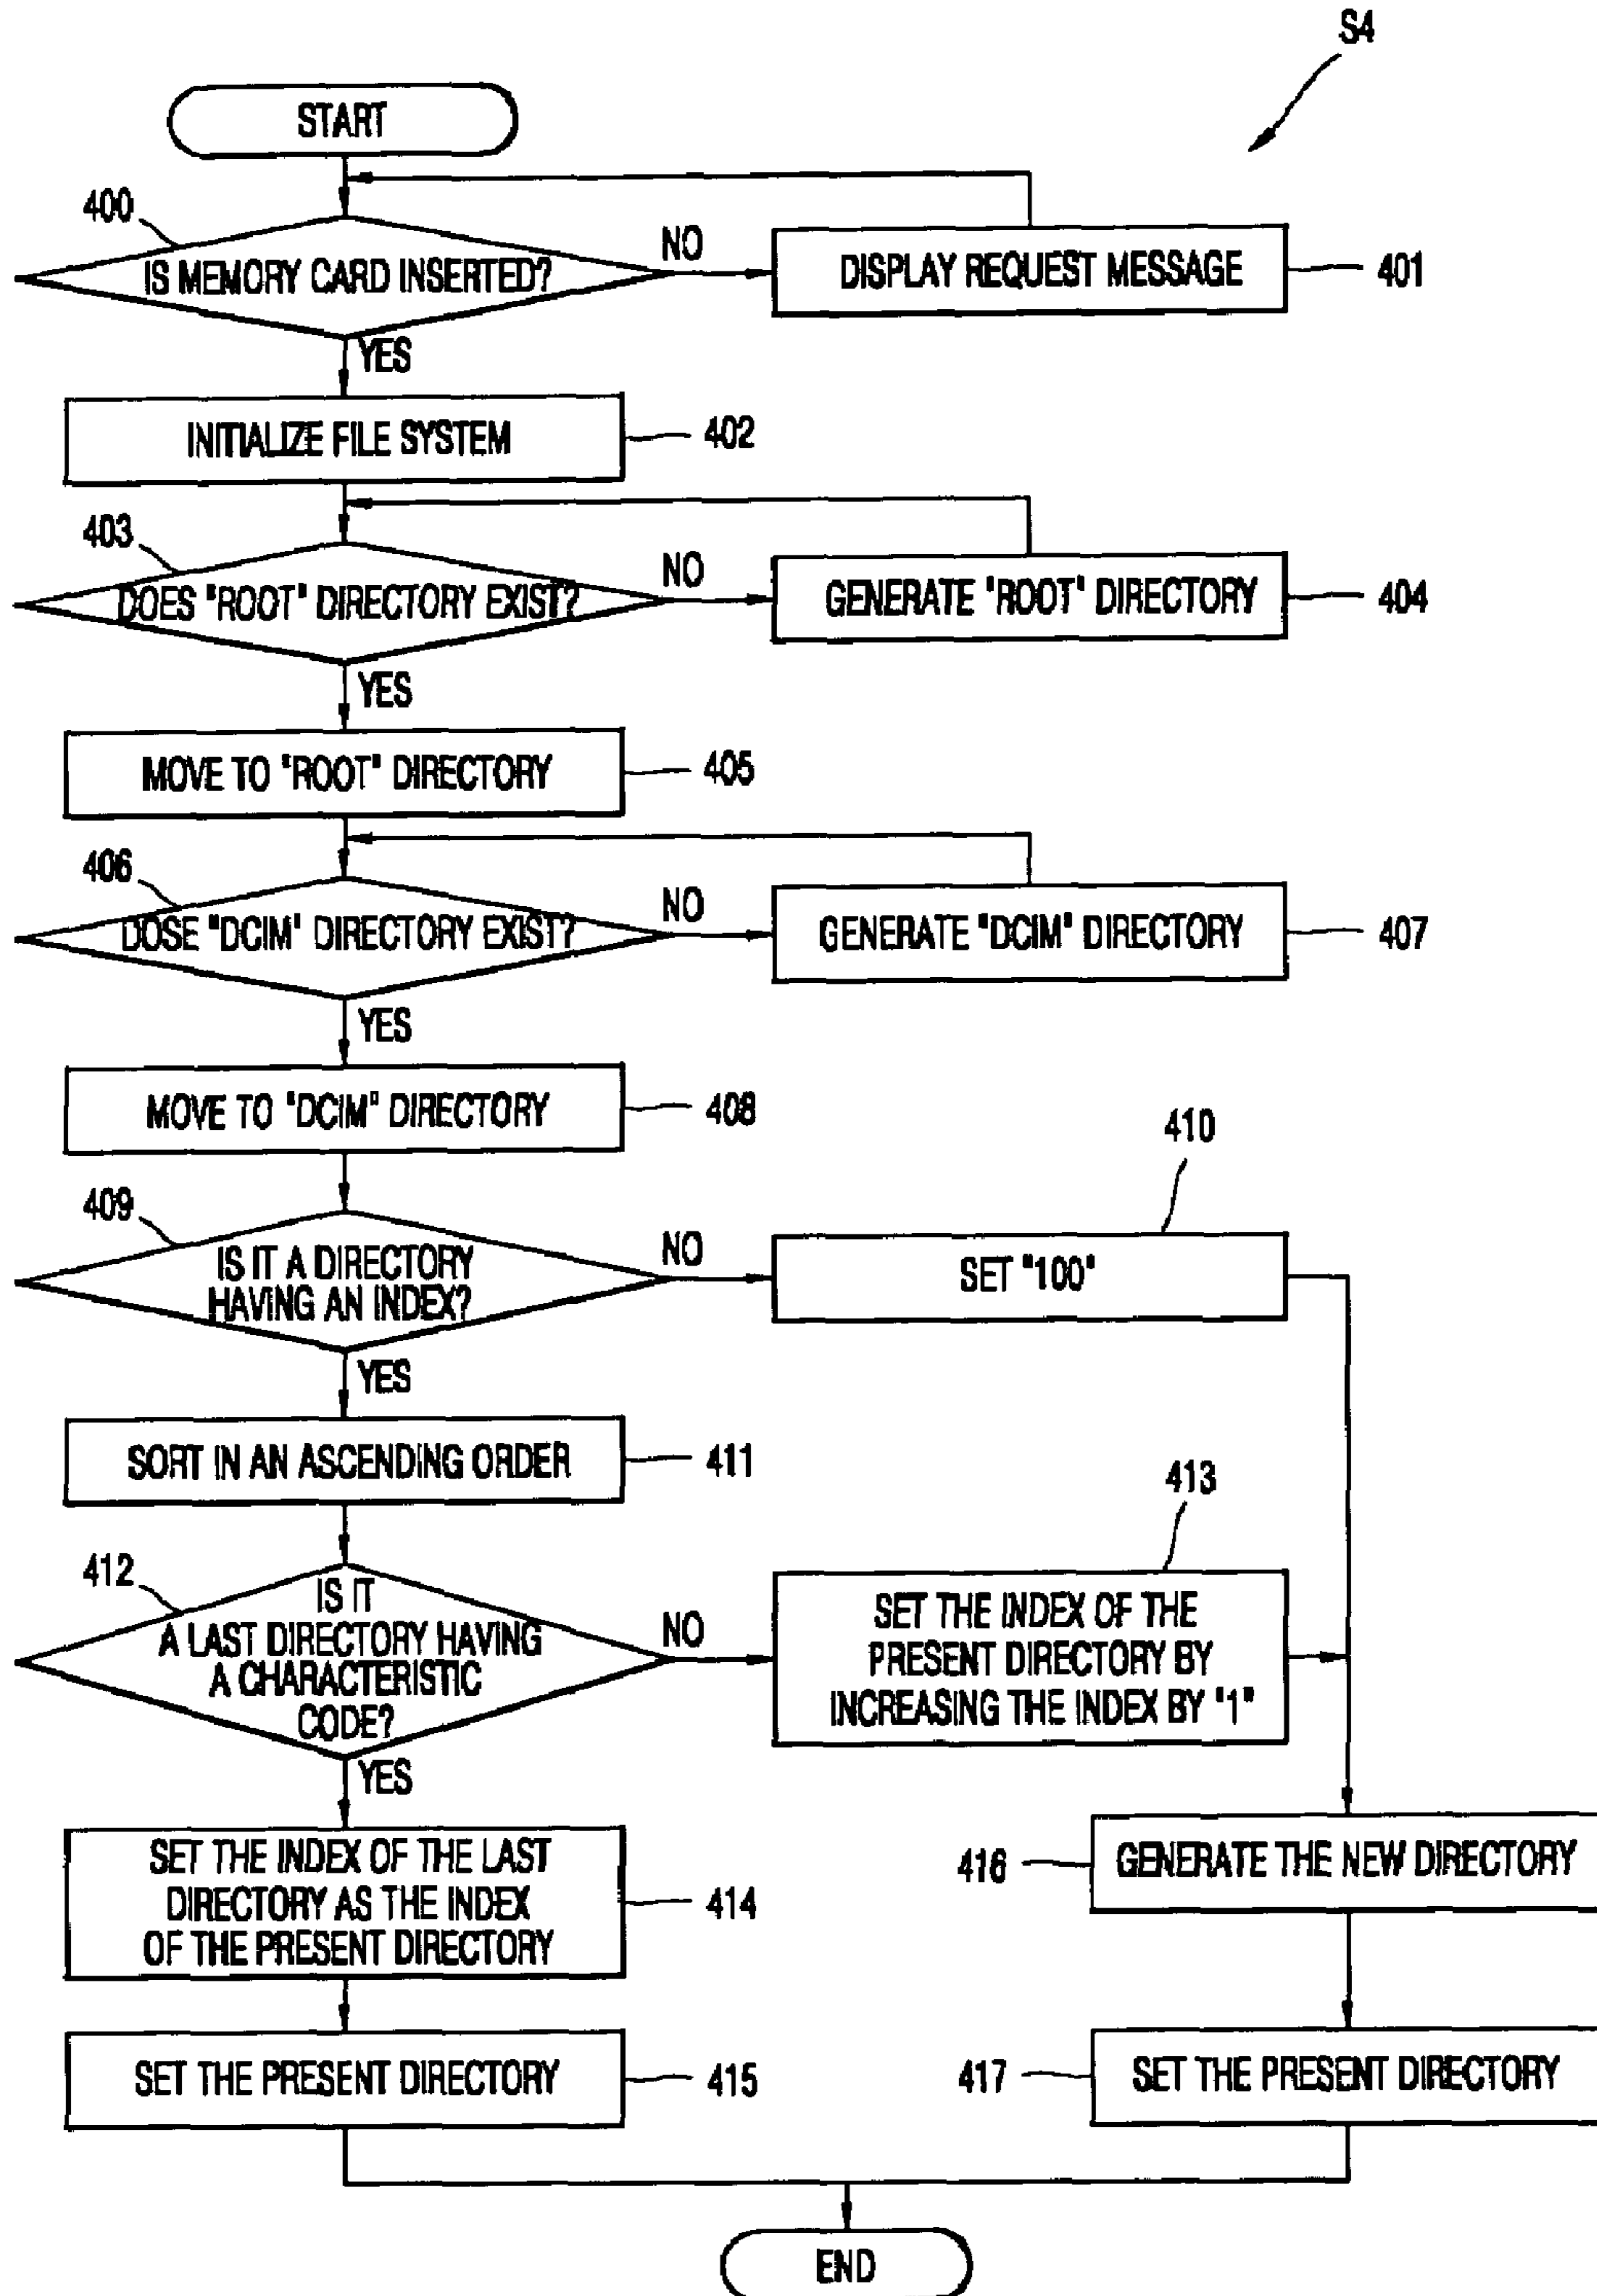 S4
START
400
IS MEMORY CARD INSERTED?
NO
DISPLAY REQUEST MESSAGE
401
YES
INITIALIZE FILE SYSTEM
402
403
DOES "ROOT" DIRECTORY EXIST?
NO
GENERATE "ROOT" DIRECTORY
404
YES
MOVE TO "ROOT" DIRECTORY
405
406
DOSE "DCIM" DIRECTORY EXIST?
NO
GENERATE "DCIM" DIRECTORY
407
YES
MOVE TO "DCIM" DIRECTORY
408
409
IS IT A DIRECTORY
HAVING AN INDEX?
NO
410
SET "100"
YES
SORT IN AN ASCENDING ORDER
411
412
IS IT
A LAST DIRECTORY HAVING
A CHARACTERISTIC
CODE?
NO
413
SET THE INDEX OF THE
PRESENT DIRECTORY BY
INCREASING THE INDEX BY "1"
YES
SET THE INDEX OF THE LAST
DIRECTORY AS THE INDEX
OF THE PRESENT DIRECTORY
414
416
GENERATE THE NEW DIRECTORY
SET THE PRESENT DIRECTORY
415
417
SET THE PRESENT DIRECTORY
END